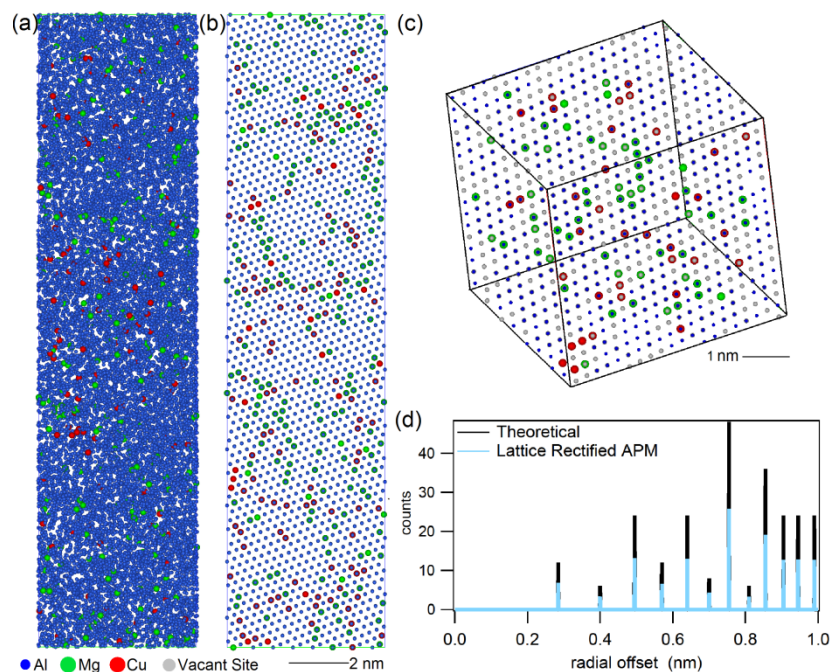 (a)
(b)
(c)
1 nm
(d)
Theoretical
Lattice Rectified APM
40
30
20
10
0
counts
0.0 0.2 0.4 0.6 0.8 1.0
radial offset (nm)
Al Mg Cu Vacant Site 2 nm